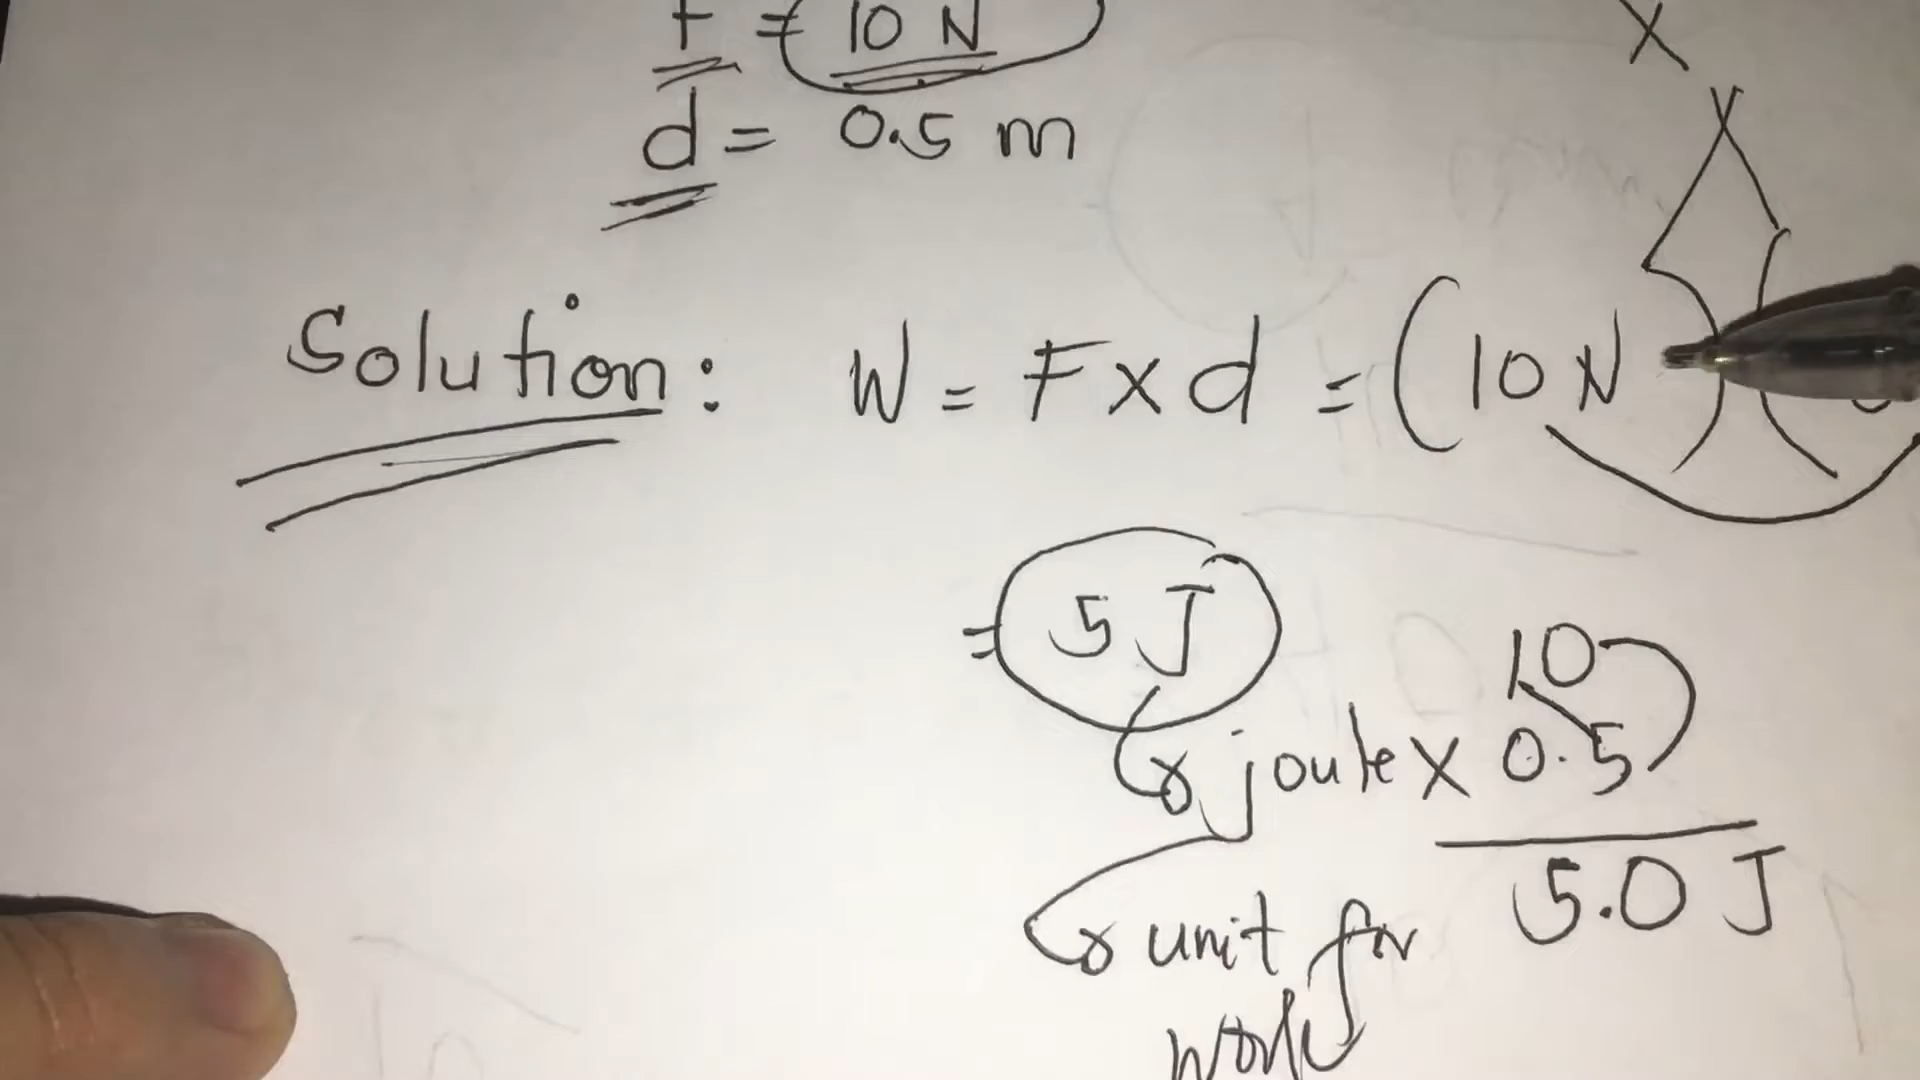 F = 10 N
X
d = 0.5 m
X
Solution: W = F x d = (10 N
= 5 J
10
joule x 0.5
5.0 J
unit for
work